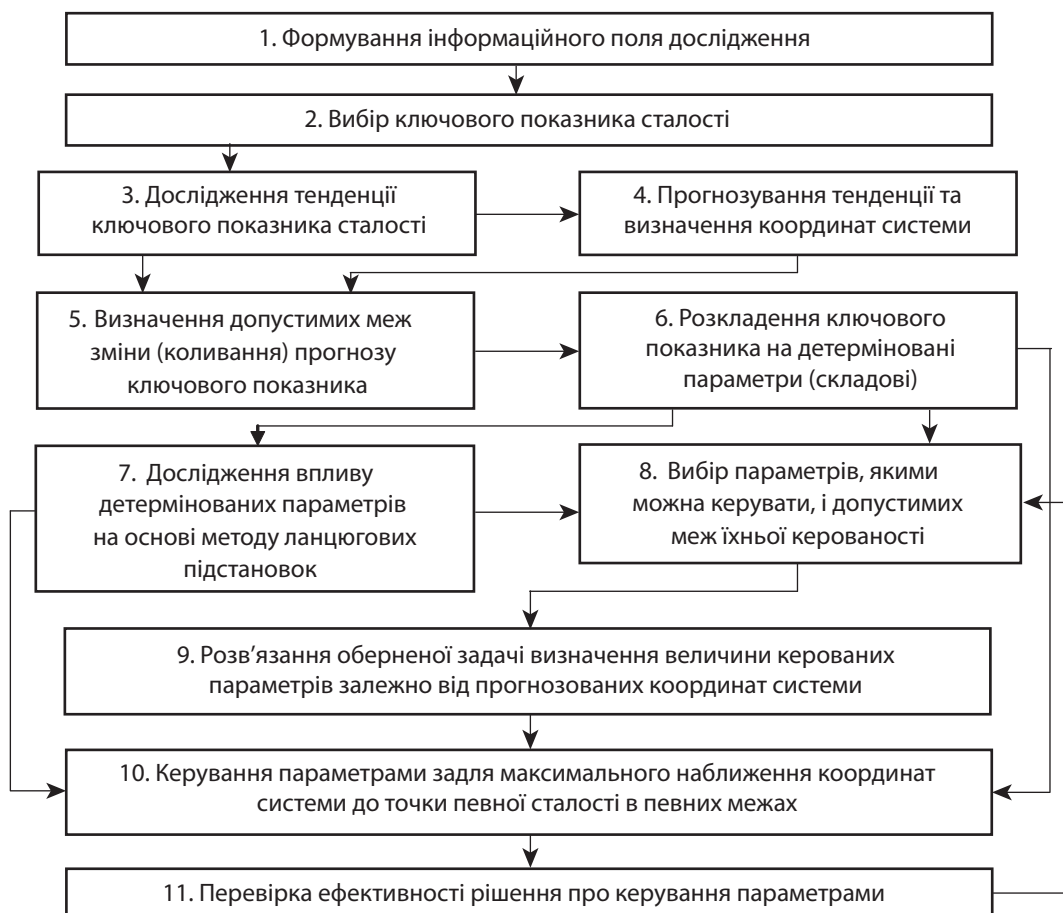 1. Формування інформаційного поля дослідження
2. Вибір ключового показника сталості
3. Дослідження тенденції
ключового показника сталості
4. Прогнозування тенденції та
визначення координат системи
5. Визначення допустимих меж
зміни (коливання) прогнозу
ключового показника
6. Розкладення ключового
показника на детерміновані
параметри (складові)
7. Дослідження впливу
детермінованих параметрів
на основі методу ланцюгових
підстановок
8. Вибір параметрів, якими
можна керувати, і допустимих
меж їхньої керованості
9. Розв'язання оберненої задачі визначення величини керованих
параметрів залежно від прогнозованих координат системи
10. Керування параметрами задля максимального наближення координат
системи до точки певної сталості в певних межах
11. Перевірка ефективності рішення про керування параметрами